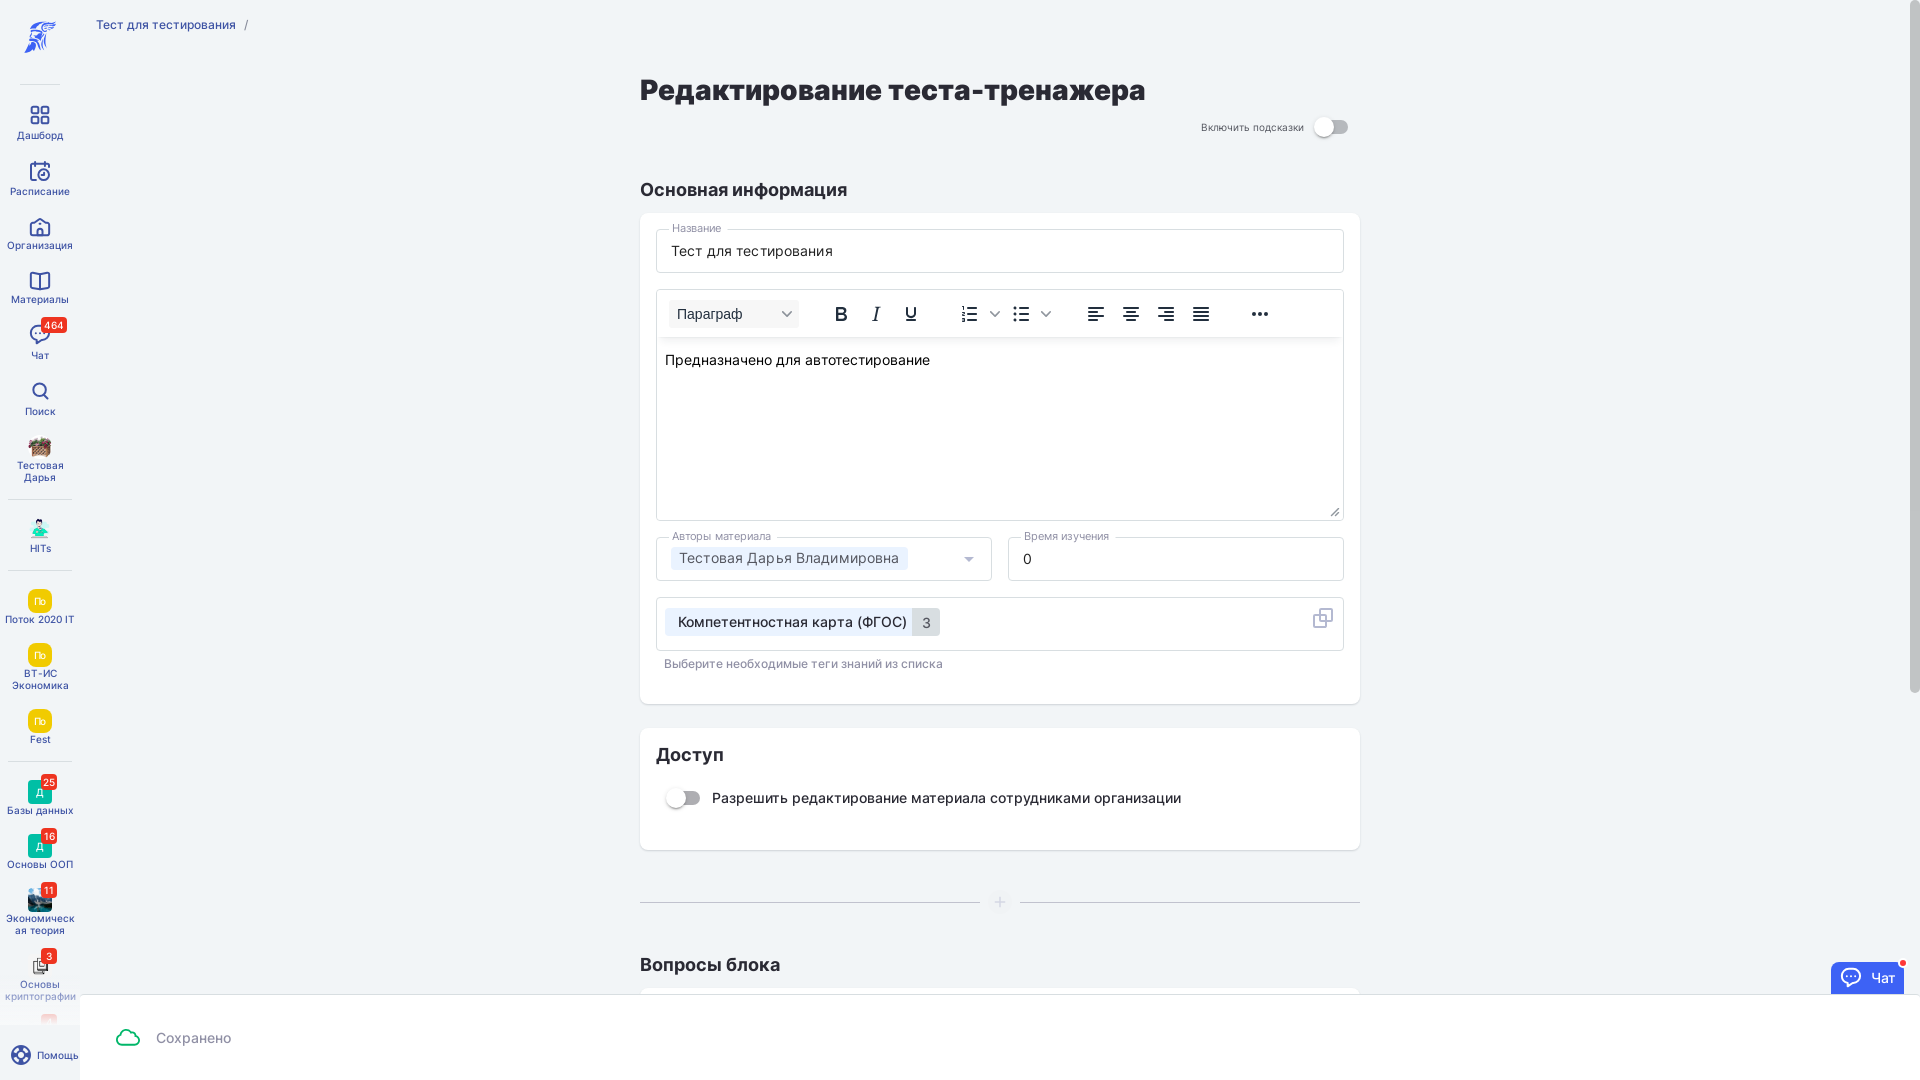 Тест для тестирования /
Дашборд
Расписание
Организация
Материалы
464
Чат
Поиск
Тестовая
Дарья
HITs
По
Поток 2020 IT
По
ВТ-ИС
Экономика
По
Fest
25
Д
Базы данных
16
Д
Основы ООП
11
Экономическ
ая теория
3
Основы
криптографии
Помощь
Редактирование теста-тренажера
Включить подсказки
Основная информация
Название
Тест для тестирования
Параграф
Предназначено для автотестирование
Авторы материала
Тестовая Дарья Владимировна
Время изучения
0
Компетентностная карта (ФГОС) 3
Выберите необходимые теги знаний из списка
Доступ
Разрешить редактирование материала сотрудниками организации
Вопросы блока
Чат
Сохранено